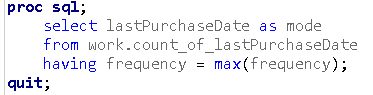 proc sql;
select lastPurchaseDate as mode
from work.count_of_lastPurchaseDate
having frequency = max(frequency);
quit;